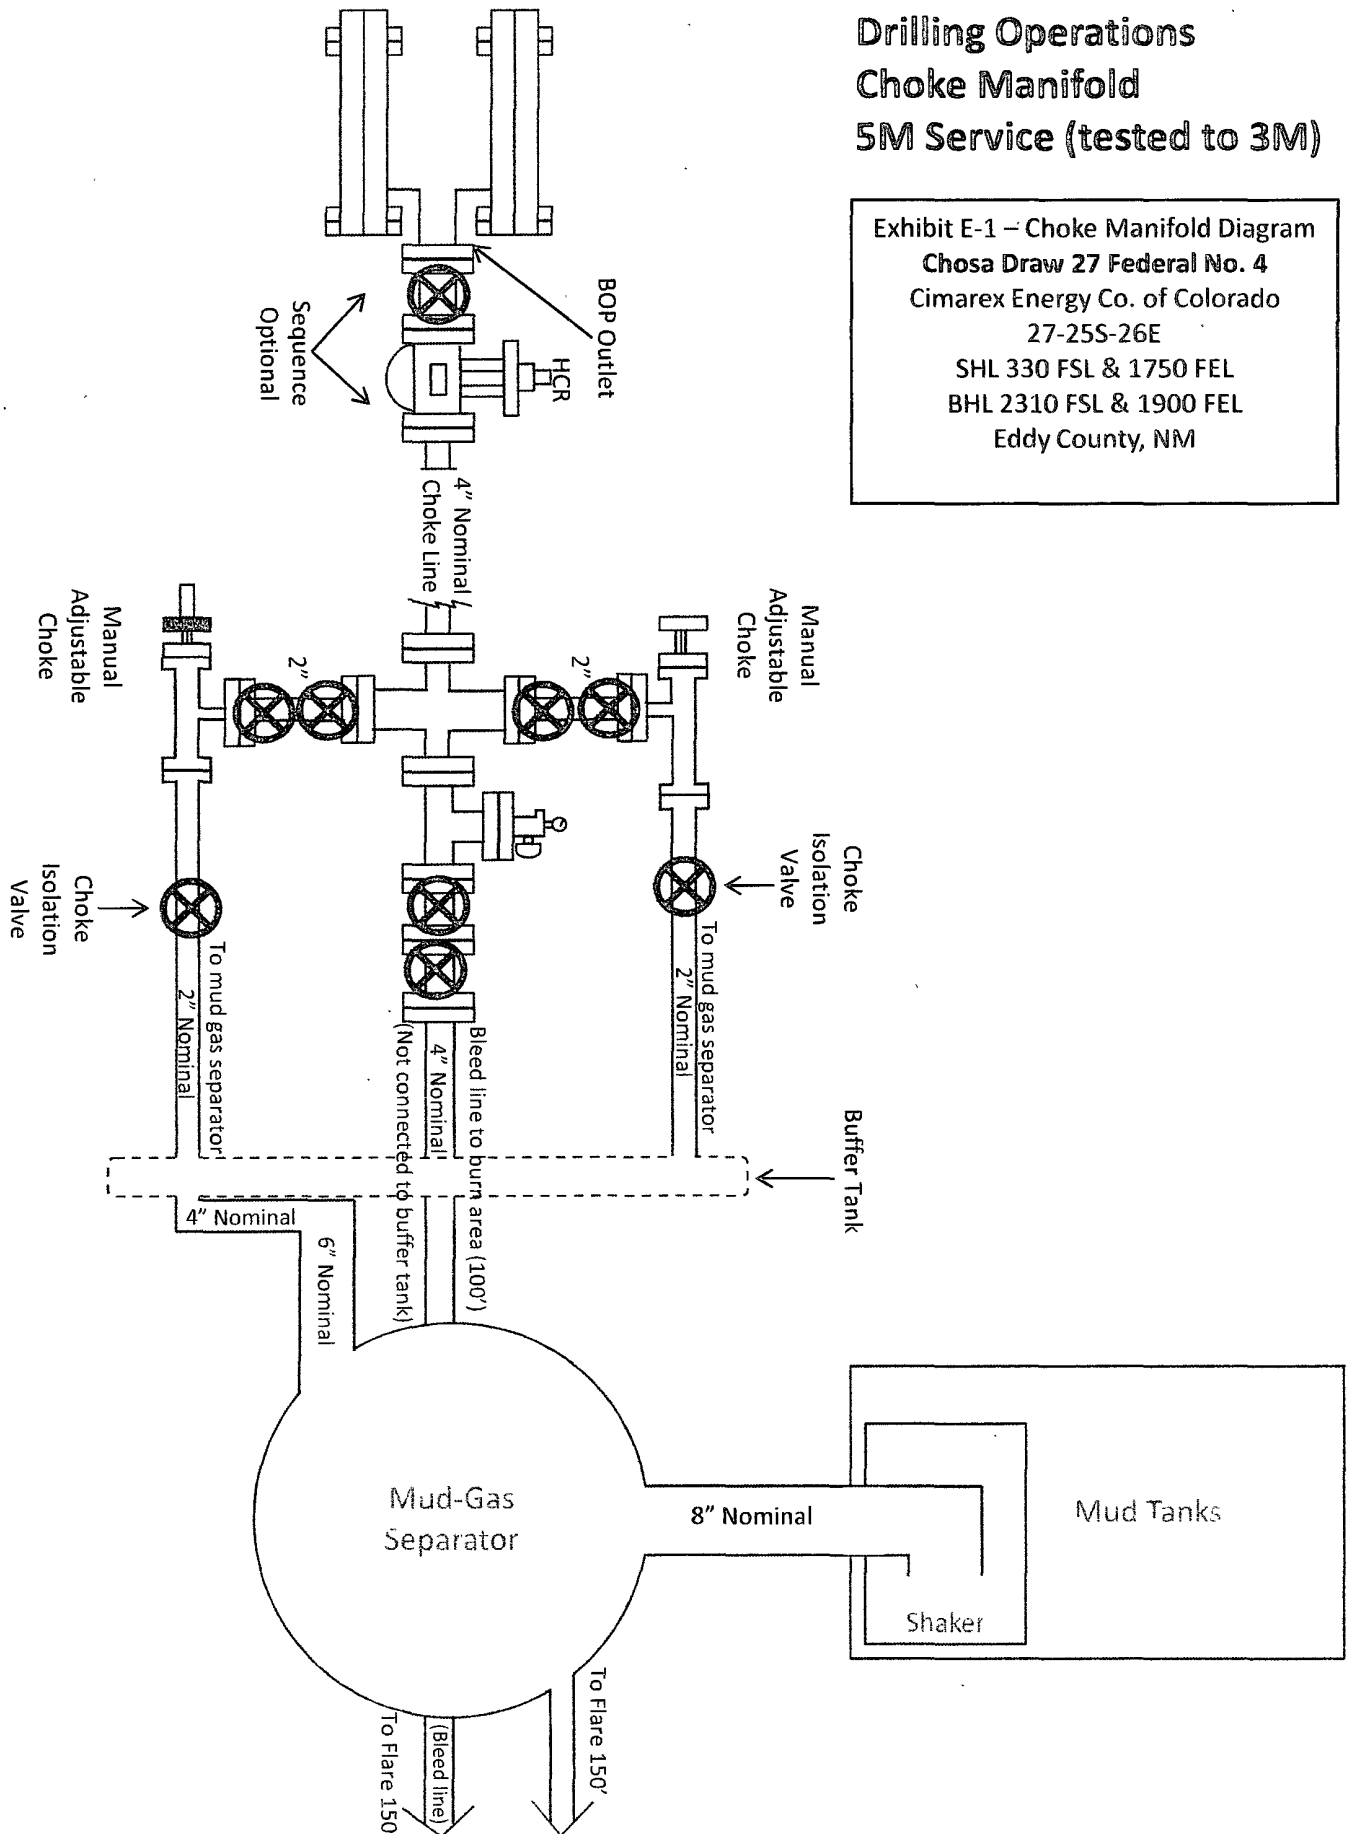 Drilling Operations
Choke Manifold
5M Service (tested to 3M)
Exhibit E-1 – Choke Manifold Diagram
Chosa Draw 27 Federal No. 4
Cimarex Energy Co. of Colorado
27-25S-26E
SHL 330 FSL & 1750 FEL
BHL 2310 FSL & 1900 FEL
Eddy County, NM
BOP Outlet
HCR
Sequence
Optional
4" Nominal
Choke Line
Manual
Adjustable
Choke
2"
2"
Manual
Adjustable
Choke
Choke
Isolation
Valve
Choke
Isolation
Valve
To mud gas separator
2" Nominal
Bleed line to burn area (100')
4" Nominal
(Not connected to buffer tank)
To mud gas separator
2" Nominal
Buffer Tank
4" Nominal
6" Nominal
Mud-Gas
Separator
8" Nominal
Mud Tanks
Shaker
To Flare 150'
(Bleed line)
To Flare 150